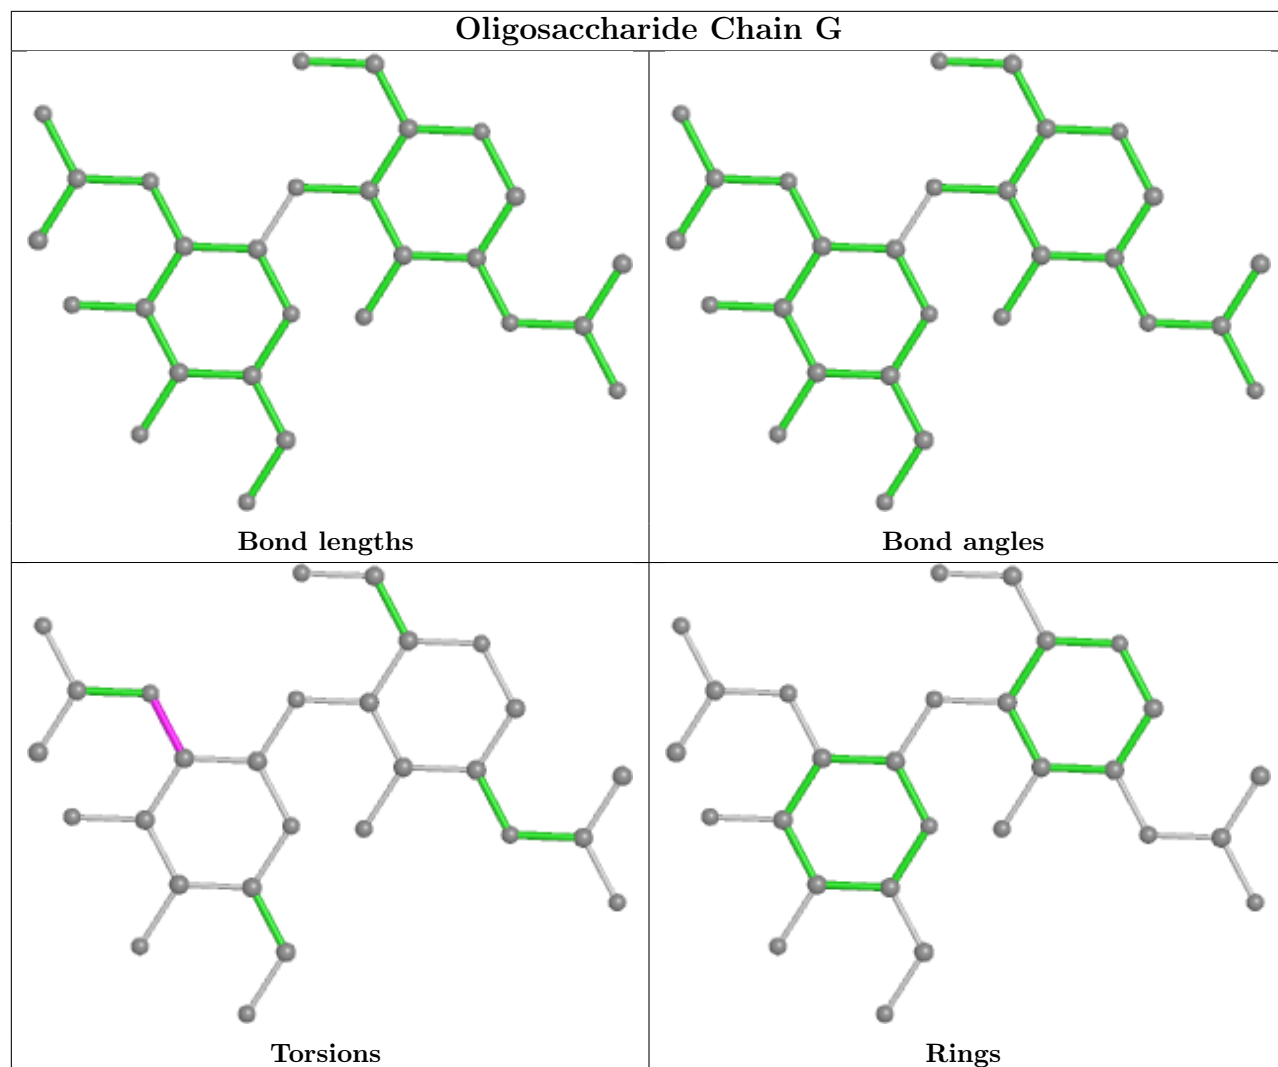 Oligosaccharide Chain G
Bond lengths
Bond angles
Torsions
Rings